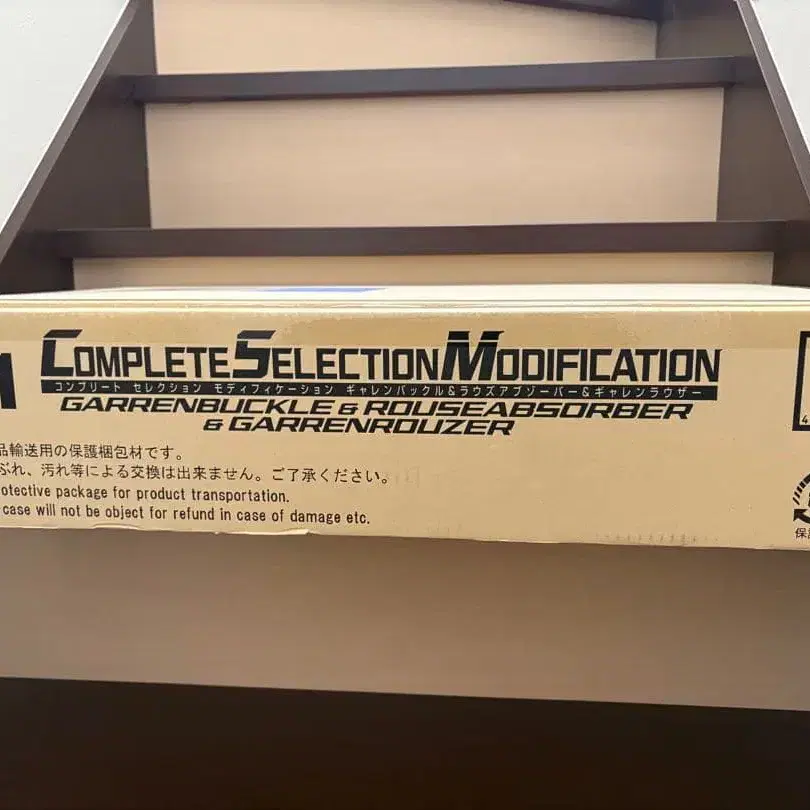 COMPLETE SELECTION MODIFICATION
コンプリート セレクション モディフィケーション ギャレンバックル&ラウズアブゾーバー&ギャレンラウザー
GARRENBUCKLE & ROUSEABSORBER
& GARRENROUZER
品輸送用の保護梱包材です。
ぶれ、汚れ等による交換は出来ません。ご了承ください。
otective package for product transportation.
case will not be object for refund in case of damage etc.